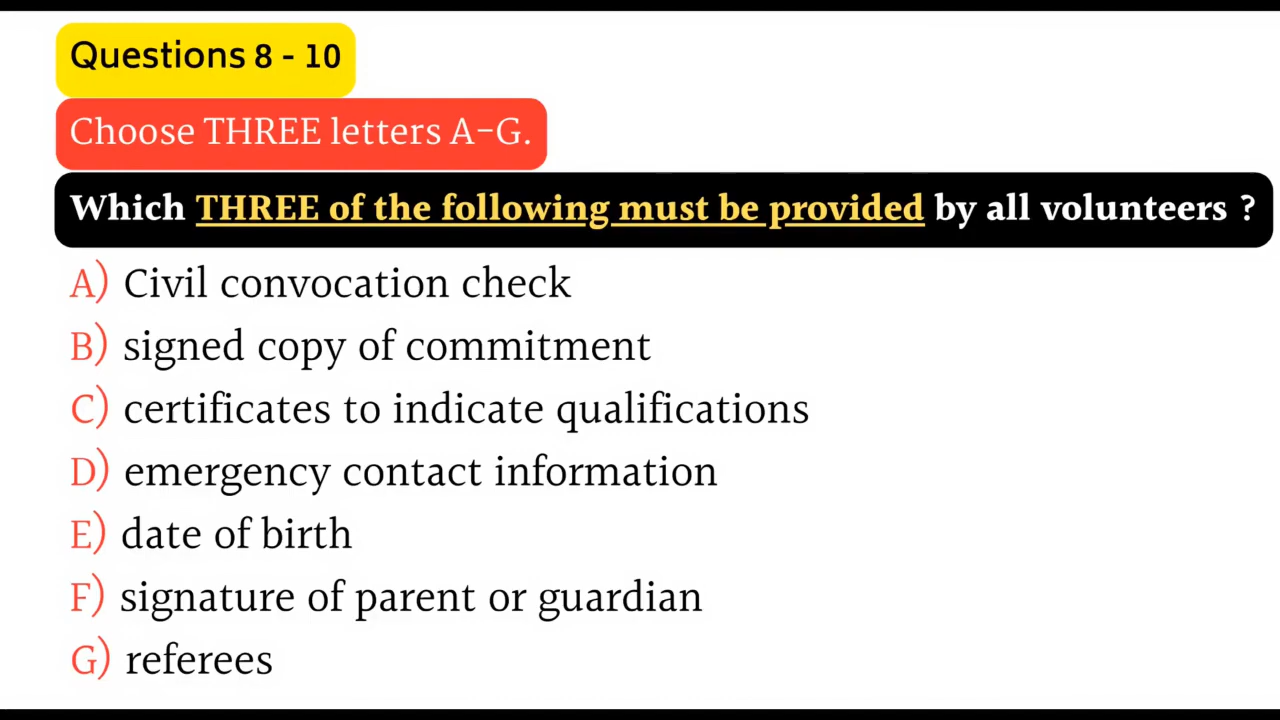 Questions 8 - 10
Choose THREE letters A-G.
Which THREE of the following must be provided by all volunteers ?
A) Civil convocation check
B) signed copy of commitment
C) certificates to indicate qualifications
D) emergency contact information
E) date of birth
F) signature of parent or guardian
G) referees